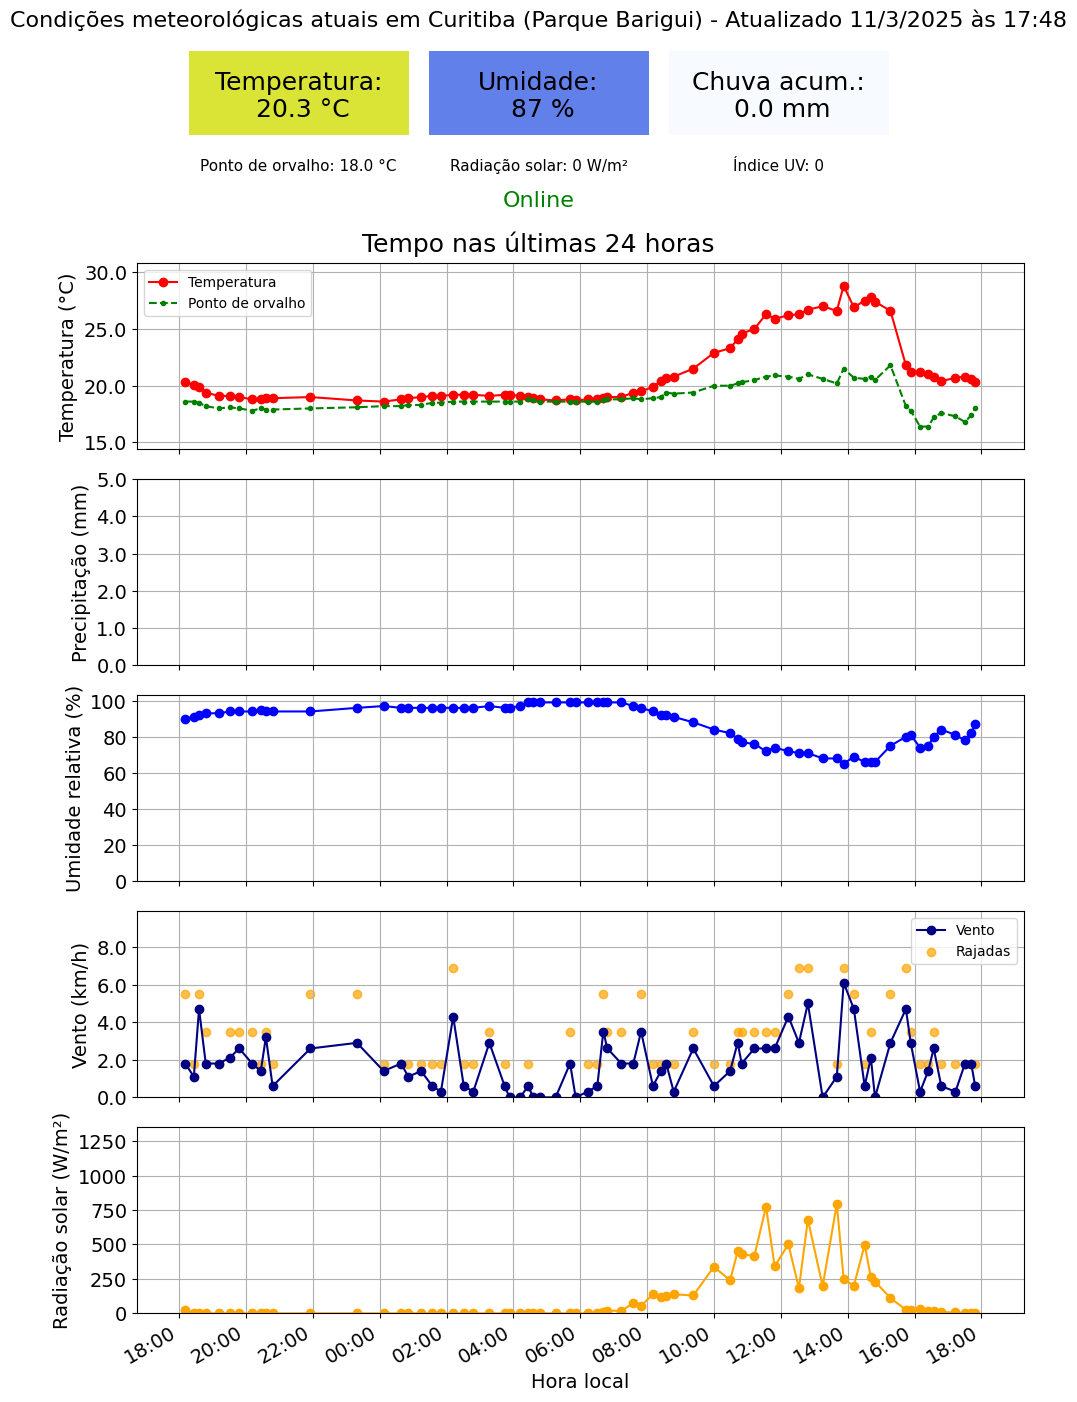 Condições meteorológicas atuais em Curitiba (Parque Barigui) - Atualizado 11/3/2025 às 17:48
Temperatura:
20.3 °C
Umidade:
87 %
Chuva acum.:
0.0 mm
Ponto de orvalho: 18.0 °C
Radiação solar: 0 W/m²
Índice UV: 0
Online
Tempo nas últimas 24 horas
Temperatura (°C)
30.0
25.0
20.0
15.0
Temperatura
Ponto de orvalho
Precipitação (mm)
5.0
4.0
3.0
2.0
1.0
0.0
Umidade relativa (%)
100
80
60
40
20
0
Vento (km/h)
8.0
6.0
4.0
2.0
0.0
Vento
Rajadas
Radiação solar (W/m²)
1250
1000
750
500
250
0
18:00
20:00
22:00
00:00
02:00
04:00
06:00
08:00
10:00
12:00
14:00
16:00
18:00
Hora local